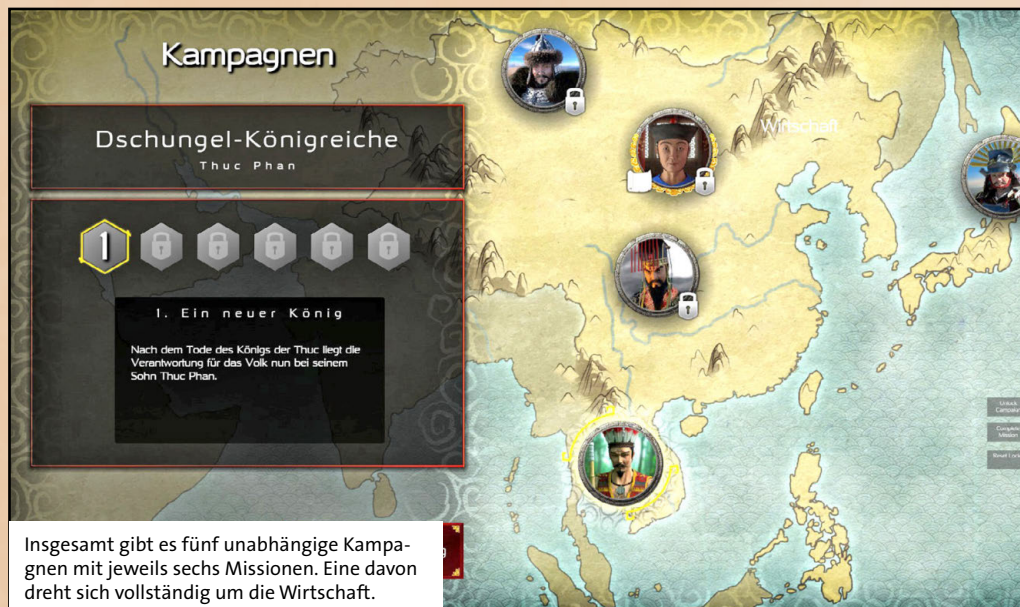 Kampagnen
Dschungel-Königreiche
Thuc Phan
1
1. Ein neuer König
Nach dem Tode des Königs der Thuc liegt die
Verantwortung für das Volk nun bei seinem
Sohn Thuc Phan.
Wirtschaft
Unlock
Mission
Insgesamt gibt es fünf unabhängige Kampa-
gnen mit jeweils sechs Missionen. Eine davon
dreht sich vollständig um die Wirtschaft.